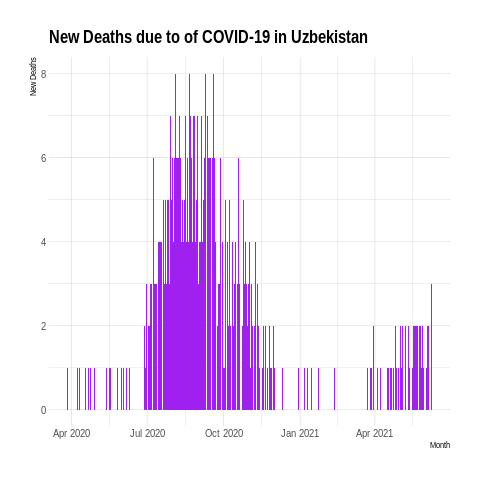 New Deaths due to of COVID-19 in Uzbekistan
New Deaths
8
6
4
2
0
Apr 2020 Jul 2020 Oct 2020 Jan 2021 Apr 2021
Month